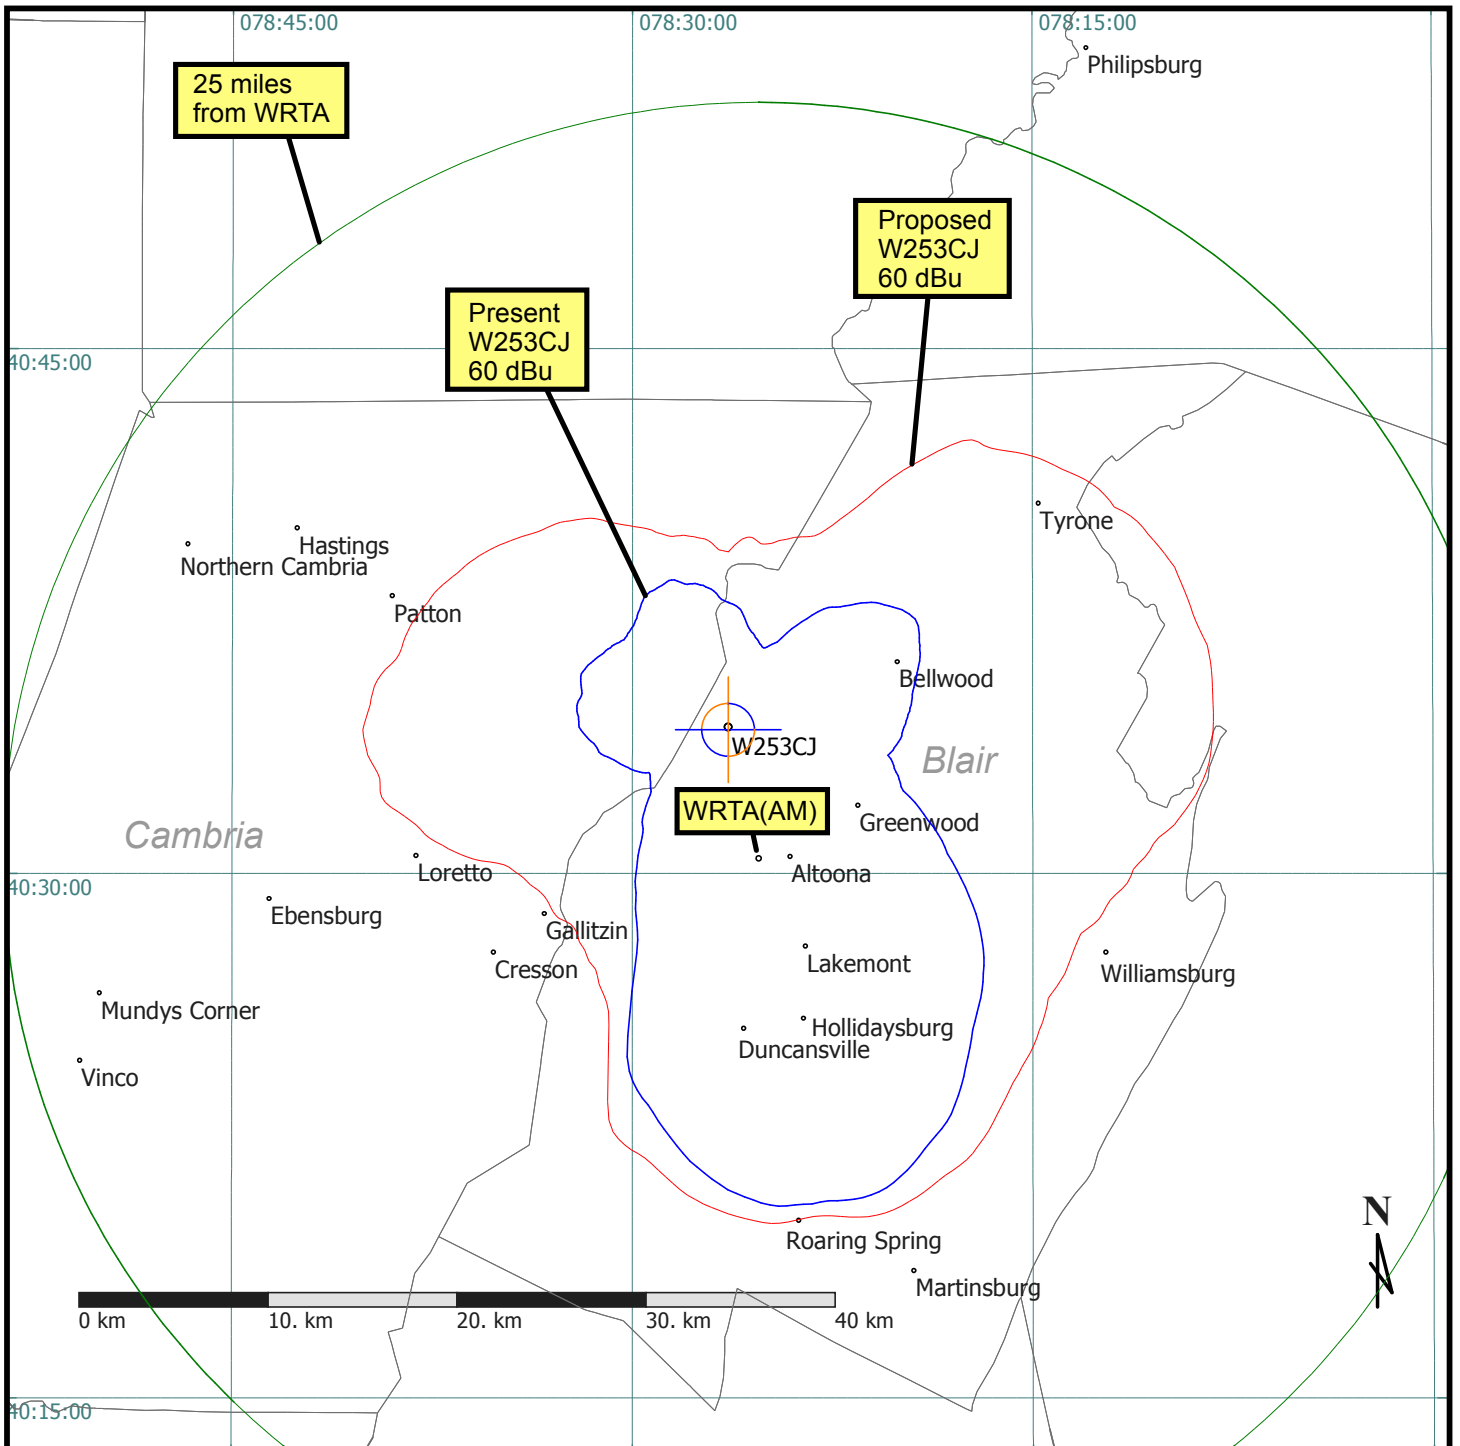 078:45:00
078:30:00
078:15:00
Philipsburg
25 miles
from WRTA
Proposed
W253CJ
60 dBu
Present
W253CJ
60 dBu
40:45:00
Tyrone
Hastings
Northern Cambria
Patton
Bellwood
W253CJ
Blair
WRTA(AM)
Greenwood
Cambria
Loretto
Altoona
40:30:00
Ebensburg
Gallitzin
Cresson
Lakemont
Williamsburg
Mundys Corner
Hollidaysburg
Duncansville
Vinco
N
Roaring Spring
Martinsburg
0 km
10. km
20. km
30. km
40 km
40:15:00